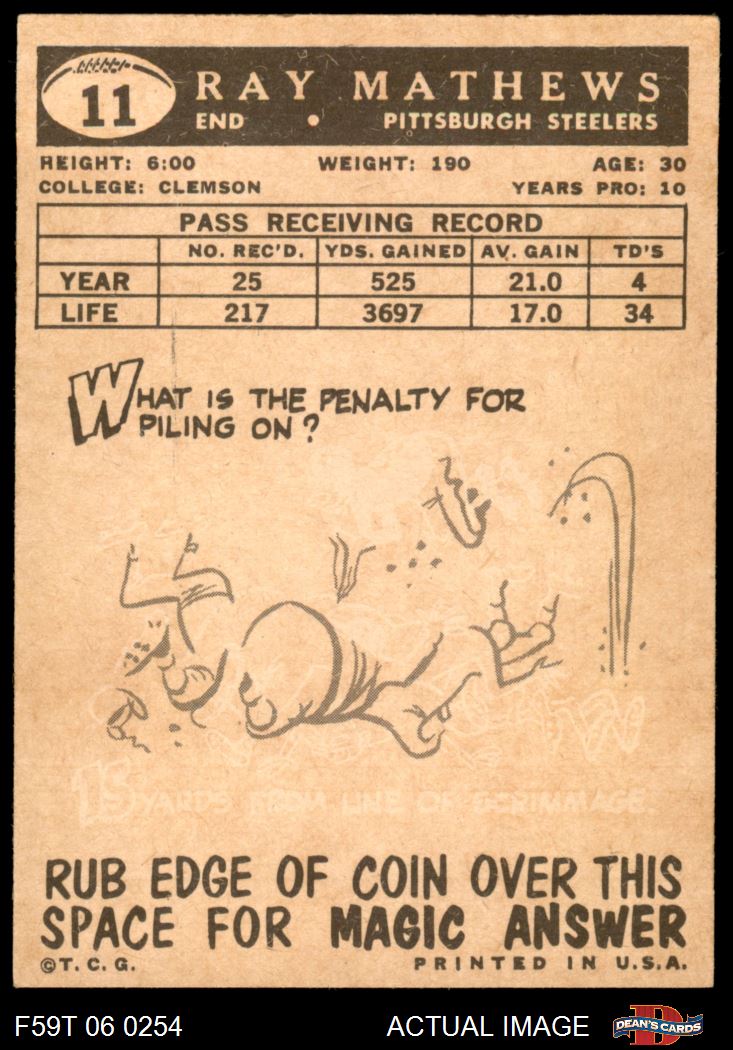 11
RAY MATHEWS
END • PITTSBURGH STEELERS
HEIGHT: 6:00 WEIGHT: 190 AGE: 30
COLLEGE: CLEMSON YEARS PRO: 10
PASS RECEIVING RECORD
NO. REC'D. YDS. GAINED AV. GAIN TD'S
YEAR 25 525 21.0 4
LIFE 217 3697 17.0 34
WHAT IS THE PENALTY FOR
PILING ON?
15 YARDS FROM LINE OF SCRIMMAGE.
RUB EDGE OF COIN OVER THIS
SPACE FOR MAGIC ANSWER
©T.C.G. PRINTED IN U.S.A.
F59T 06 0254 ACTUAL IMAGE DEAN'S CARDS